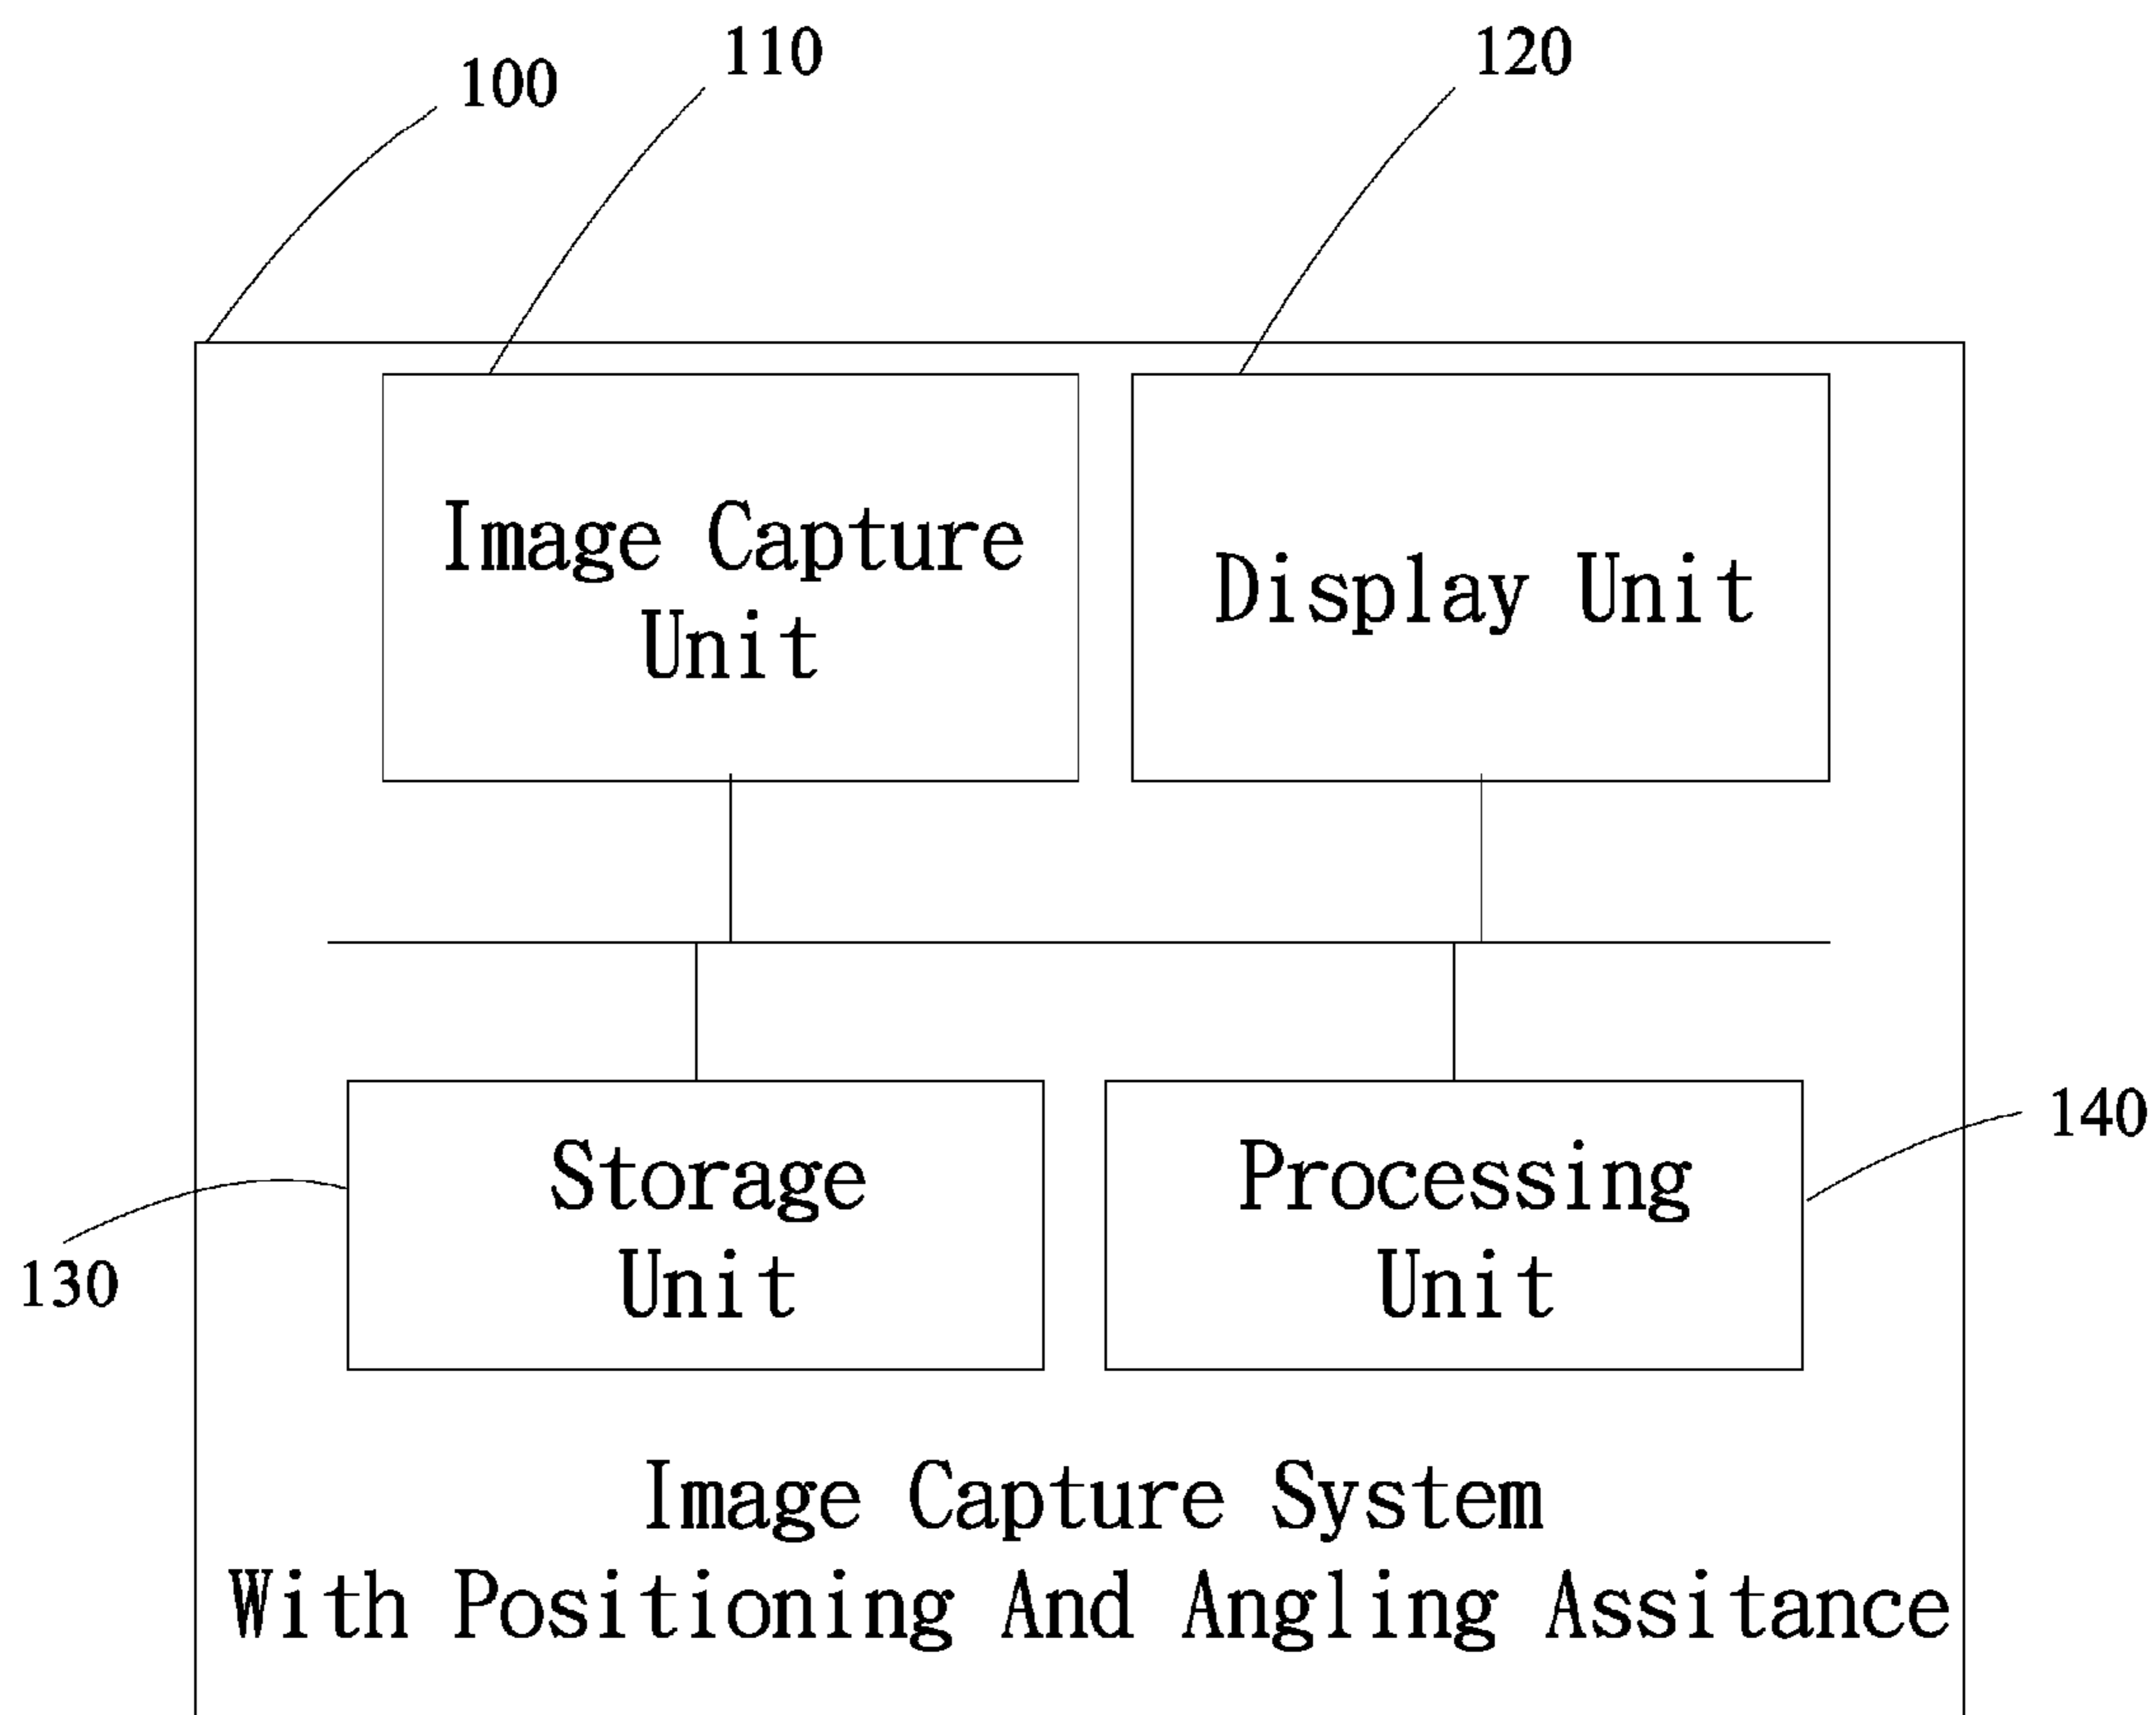 100
110
120
Image Capture
Unit
Display Unit
Storage
Unit
Processing
Unit
130
140
Image Capture System
With Positioning And Angling Assitance